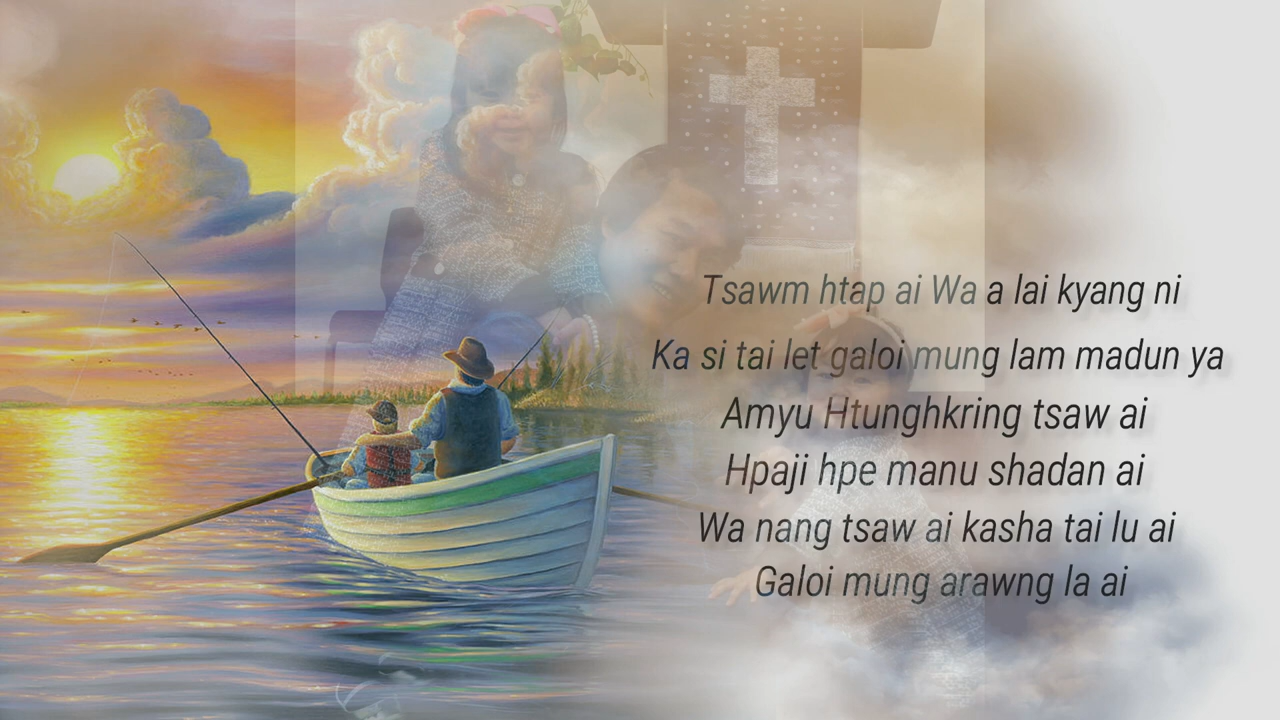 Tsawm htap ai Wa a lai kyang ni
Ka si tai let galoi mung lam madun ya
Amyu Htunghkring tsaw ai
Hpaji hpe manu shadan ai
Wa nang tsaw ai kasha tai lu ai
Galoi mung arawng la ai